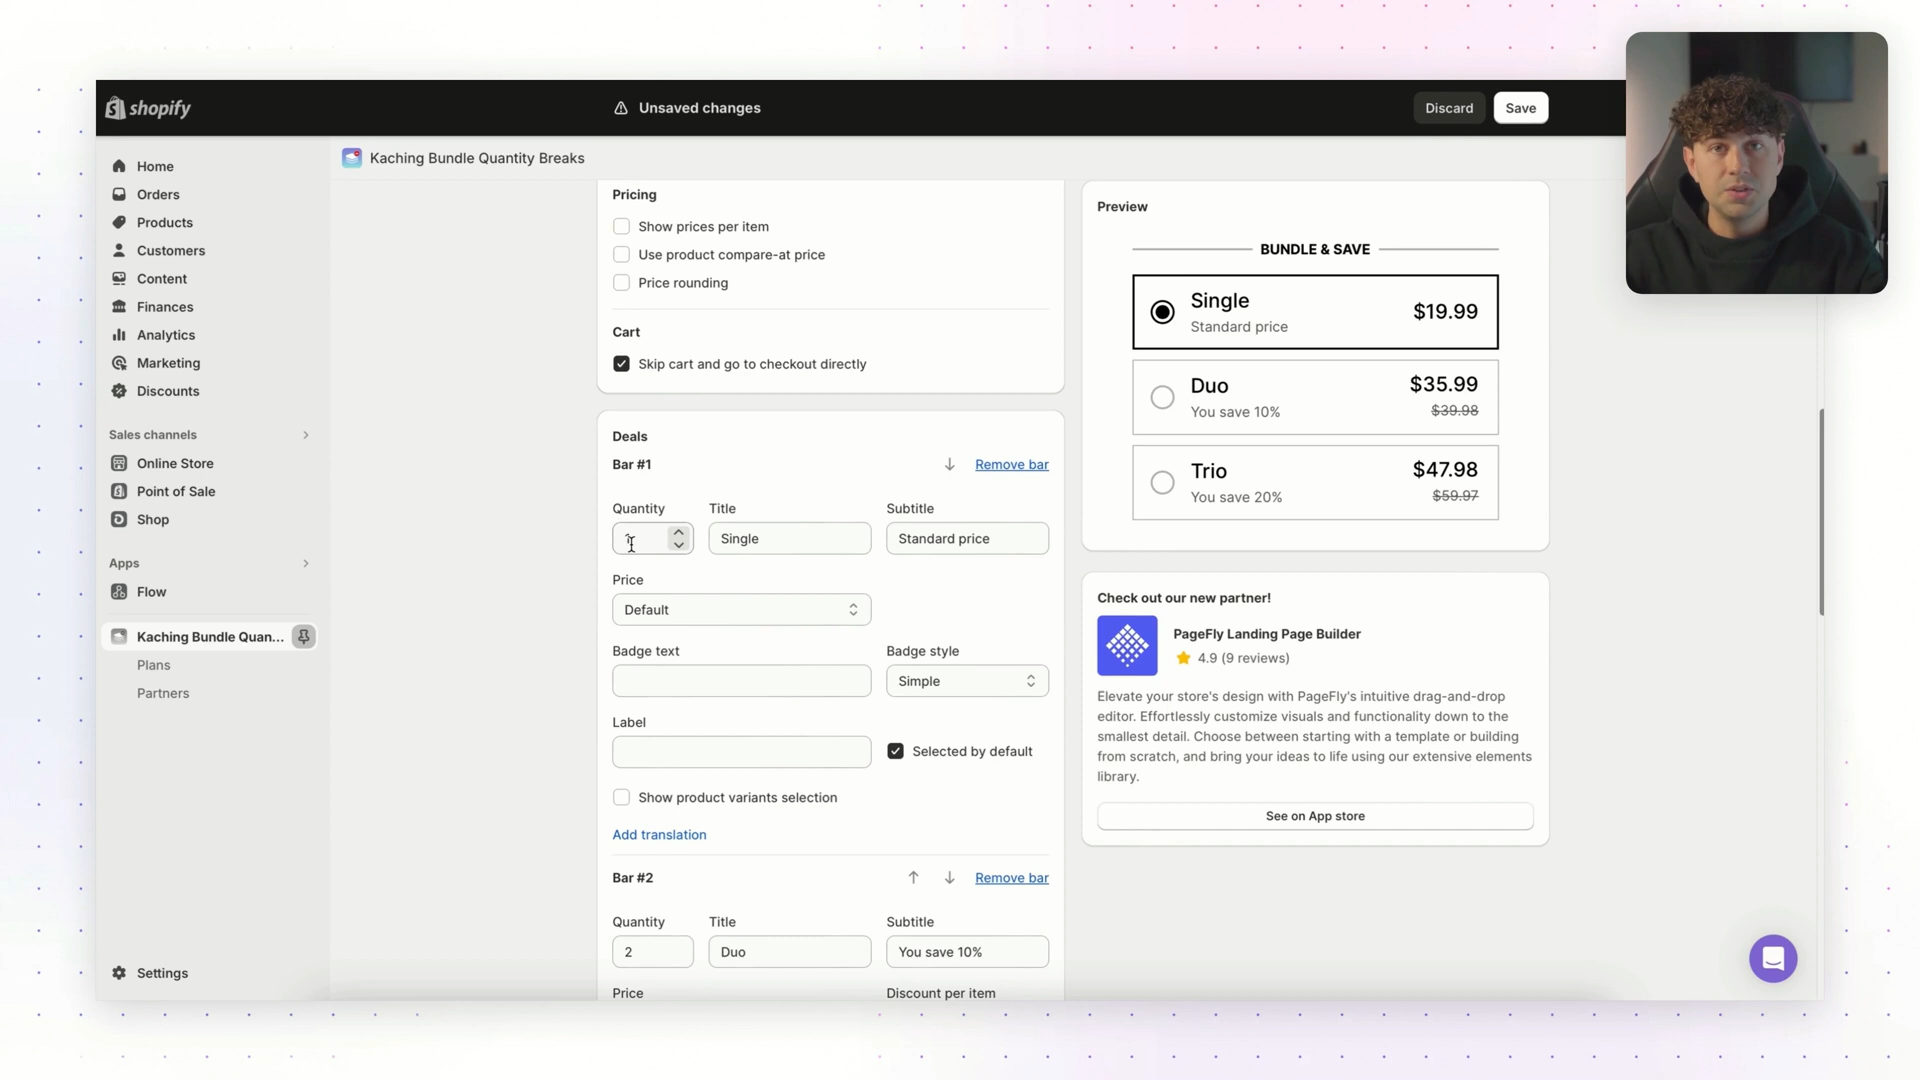 shopify
Unsaved changes
Discard
Save
Home
Orders
Products
Customers
Content
Finances
Analytics
Marketing
Discounts
Sales channels
Online Store
Point of Sale
Shop
Apps
Flow
Kaching Bundle Quan...
Plans
Partners
Settings
Kaching Bundle Quantity Breaks
Pricing
Show prices per item
Use product compare-at price
Price rounding
Cart
Skip cart and go to checkout directly
Deals
Bar #1
Remove bar
Quantity Title Subtitle
Single Standard price
Price
Default
Badge text Badge style
Simple
Label
Selected by default
Show product variants selection
Add translation
Bar #2
Remove bar
Quantity Title Subtitle
2 Duo You save 10%
Price Discount per item
Preview
BUNDLE & SAVE
Single
$19.99
Standard price
Duo
$35.99
You save 10%
$39.98
Trio
$47.98
You save 20%
$59.97
Check out our new partner!
PageFly Landing Page Builder
4.9 (9 reviews)
Elevate your store's design with PageFly's intuitive drag-and-drop
editor. Effortlessly customize visuals and functionality down to the
smallest detail. Choose between starting with a template or building
from scratch, and bring your ideas to life using our extensive elements
library.
See on App store